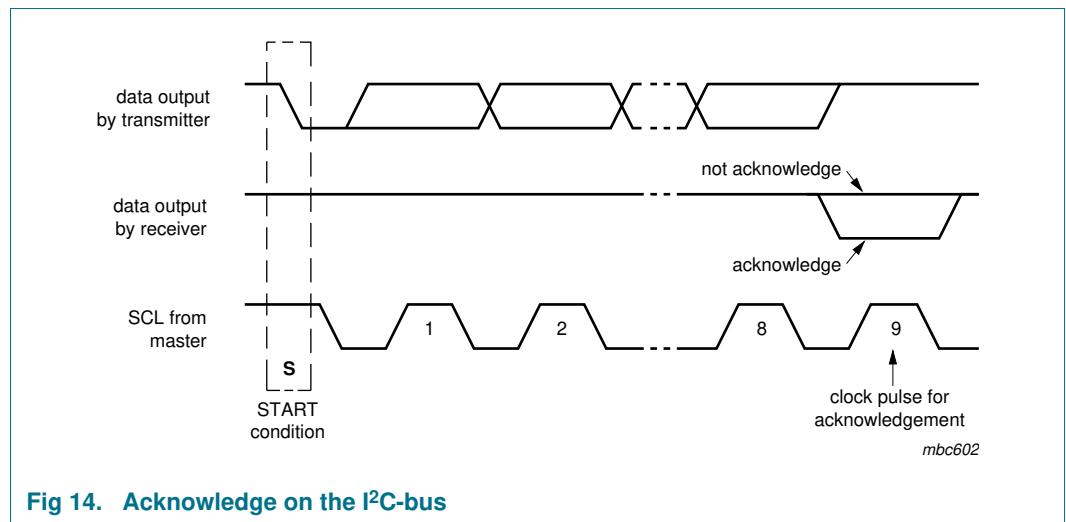 data output
by transmitter
not acknowledge
data output
by receiver
acknowledge
SCL from
master
1
2
8
9
S
START
condition
clock pulse for
acknowledgement
mbc602
Fig 14. Acknowledge on the I²C-bus